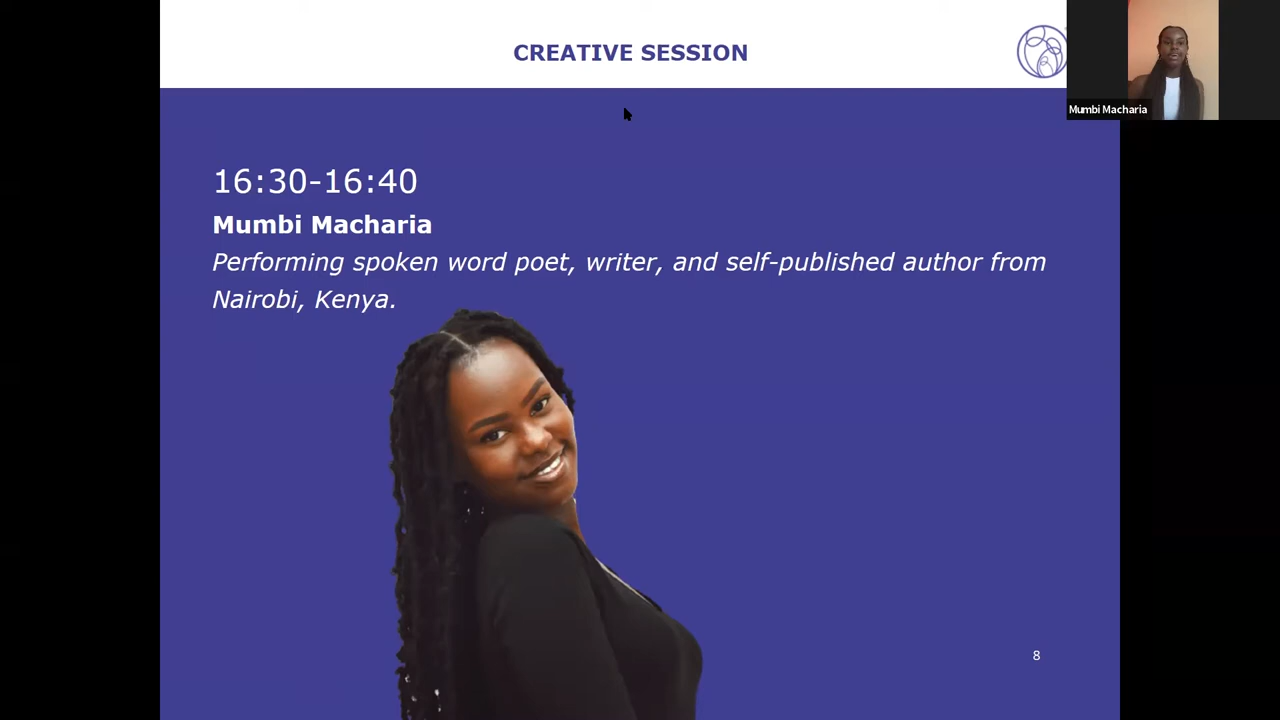 CREATIVE SESSION
Mumbi Macharia
16:30-16:40
Mumbi Macharia
Performing spoken word poet, writer, and self-published author from
Nairobi, Kenya.
8